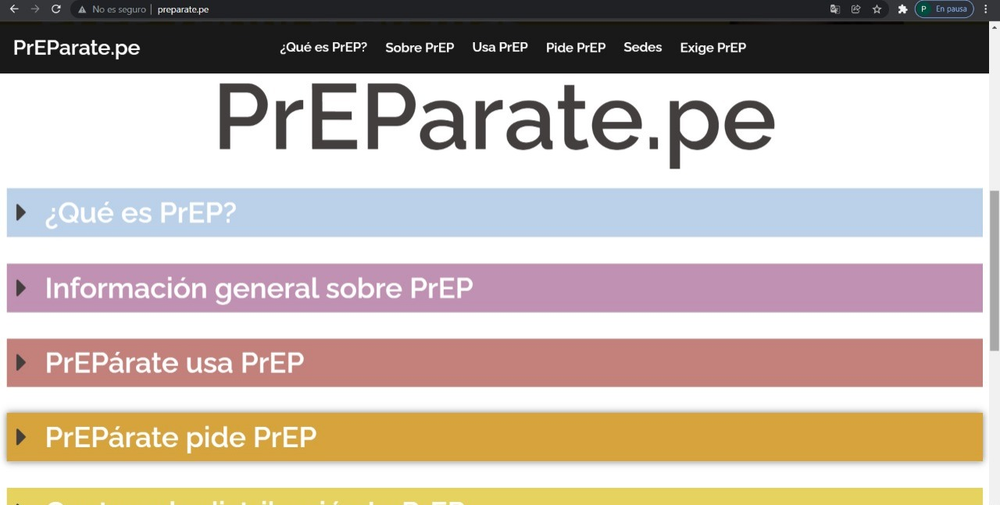 No es seguro | preparate.pe
P En pausa
PrEParate.pe
¿Qué es PrEP? Sobre PrEP Usa PrEP Pide PrEP Sedes Exige PrEP
PrEParate.pe
¿Qué es PrEP?
Información general sobre PrEP
PrEPárate usa PrEP
PrEPárate pide PrEP